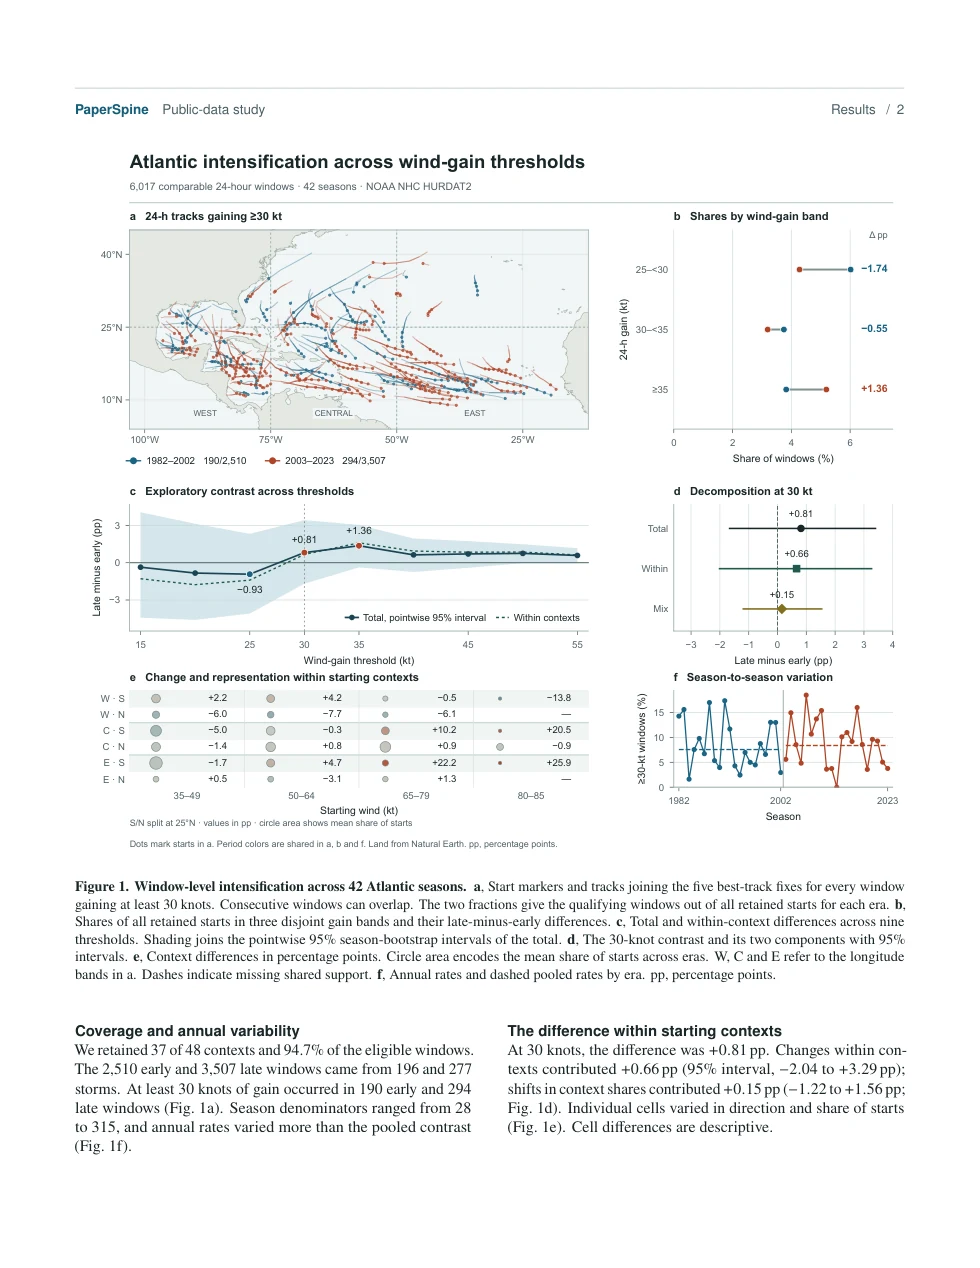 PaperSpine Public-data study
Results / 2
Atlantic intensification across wind-gain thresholds
6,017 comparable 24-hour windows · 42 seasons · NOAA NHC HURDAT2
a 24-h tracks gaining ≥30 kt
40°N
25°N
10°N
WEST CENTRAL EAST
100°W 75°W 50°W 25°W
1982–2002 190/2,510 2003–2023 294/3,507
b Shares by wind-gain band
Δ pp
25–<30 −1.74
30–<35 −0.55
≥35 +1.36
24-h gain (kt)
0 2 4 6
Share of windows (%)
c Exploratory contrast across thresholds
Late minus early (pp)
3
0
−3
+0.81
+1.36
−0.93
Total, pointwise 95% interval Within contexts
15 25 30 35 45 55
Wind-gain threshold (kt)
d Decomposition at 30 kt
Total +0.81
Within +0.66
Mix +0.15
−3 −2 −1 0 1 2 3 4
Late minus early (pp)
e Change and representation within starting contexts
W · S +2.2 +4.2 −0.5 −13.8
W · N −6.0 −7.7 −6.1 —
C · S −5.0 −0.3 +10.2 +20.5
C · N −1.4 +0.8 +0.9 −0.9
E · S −1.7 +4.7 +22.2 +25.9
E · N +0.5 −3.1 +1.3 —
35–49 50–64 65–79 80–85
Starting wind (kt)
S/N split at 25°N · values in pp · circle area shows mean share of starts
f Season-to-season variation
≥30-kt windows (%)
15
10
5
0
1982 2002 2023
Season
Dots mark starts in a. Period colors are shared in a, b and f. Land from Natural Earth. pp, percentage points.
Figure 1. Window-level intensification across 42 Atlantic seasons. a, Start markers and tracks joining the five best-track fixes for every window
gaining at least 30 knots. Consecutive windows can overlap. The two fractions give the qualifying windows out of all retained starts for each era. b,
Shares of all retained starts in three disjoint gain bands and their late-minus-early differences. c, Total and within-context differences across nine
thresholds. Shading joins the pointwise 95% season-bootstrap intervals of the total. d, The 30-knot contrast and its two components with 95%
intervals. e, Context differences in percentage points. Circle area encodes the mean share of starts across eras. W, C and E refer to the longitude
bands in a. Dashes indicate missing shared support. f, Annual rates and dashed pooled rates by era. pp, percentage points.
Coverage and annual variability
We retained 37 of 48 contexts and 94.7% of the eligible windows.
The 2,510 early and 3,507 late windows came from 196 and 277
storms. At least 30 knots of gain occurred in 190 early and 294
late windows (Fig. 1a). Season denominators ranged from 28
to 315, and annual rates varied more than the pooled contrast
(Fig. 1f).
The difference within starting contexts
At 30 knots, the difference was +0.81 pp. Changes within con-
texts contributed +0.66 pp (95% interval, −2.04 to +3.29 pp);
shifts in context shares contributed +0.15 pp (−1.22 to +1.56 pp;
Fig. 1d). Individual cells varied in direction and share of starts
(Fig. 1e). Cell differences are descriptive.